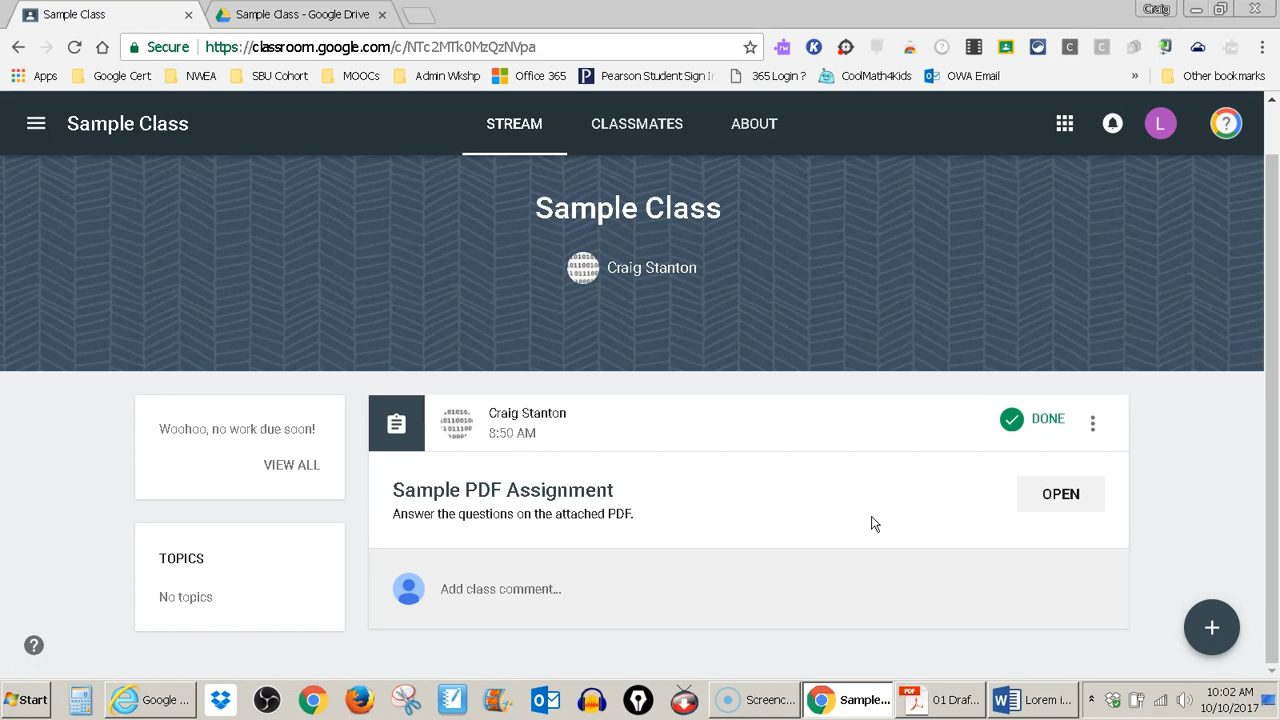 Sample Class
Sample Class - Google Drive
Craig
Secure
https://classroom.google.com/c/NTc2MTk0MzQzNVpa
Apps
Google Cert
NWEA
SBU Cohort
MOOCs
Admin Wkshp
Office 365
Pearson Student Sign I
365 Login ?
CoolMath4Kids
OWA Email
»
Other bookmarks
Sample Class
STREAM
CLASSMATES
ABOUT
L
Sample Class
Craig Stanton
Woohoo, no work due soon!
VIEW ALL
TOPICS
No topics
Craig Stanton
8:50 AM
DONE
Sample PDF Assignment
Answer the questions on the attached PDF.
OPEN
Add class comment...
Start
Google ...
Screenc...
Sample...
01 Draf...
Lorem i...
10:02 AM
10/10/2017